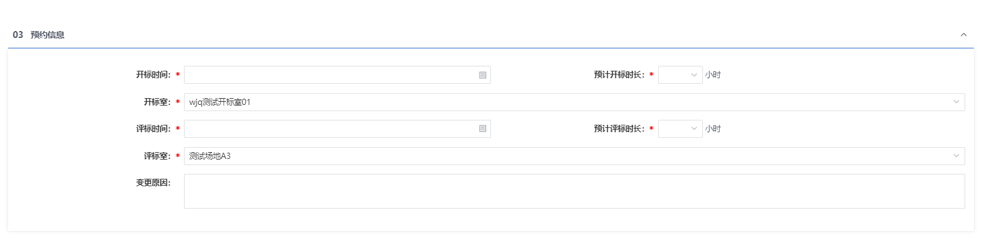 03 预约信息
开标时间：* 预计开标时长：* 小时
开标室：* wjq测试开标室01
评标时间：* 预计评标时长：* 小时
评标室：* 测试场地A3
变更原因：